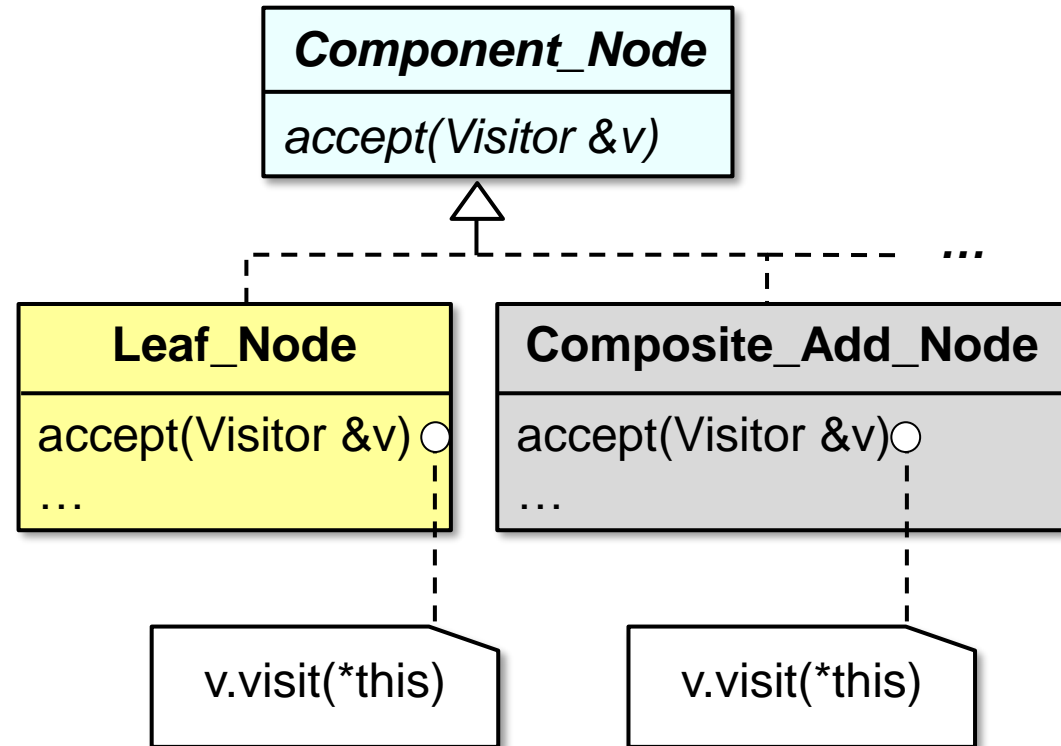 Component_Node
accept(Visitor &v)
...
Leaf_Node
accept(Visitor &v)
…
Composite_Add_Node
accept(Visitor &v)
…
v.visit(*this)
v.visit(*this)